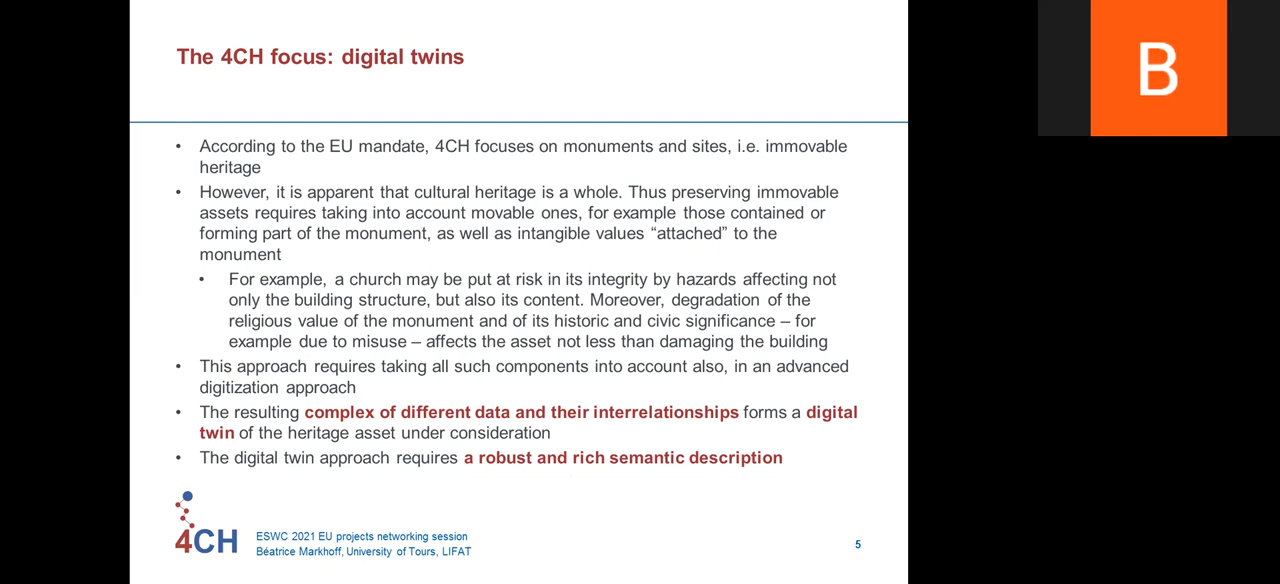 The 4CH focus: digital twins
B
• According to the EU mandate, 4CH focuses on monuments and sites, i.e. immovable
heritage
• However, it is apparent that cultural heritage is a whole. Thus preserving immovable
assets requires taking into account movable ones, for example those contained or
forming part of the monument, as well as intangible values “attached” to the
monument
• For example, a church may be put at risk in its integrity by hazards affecting not
only the building structure, but also its content. Moreover, degradation of the
religious value of the monument and of its historic and civic significance – for
example due to misuse – affects the asset not less than damaging the building
• This approach requires taking all such components into account also, in an advanced
digitization approach
• The resulting complex of different data and their interrelationships forms a digital
twin of the heritage asset under consideration
• The digital twin approach requires a robust and rich semantic description
4CH
ESWC 2021 EU projects networking session
Béatrice Markhoff, University of Tours, LIFAT
5